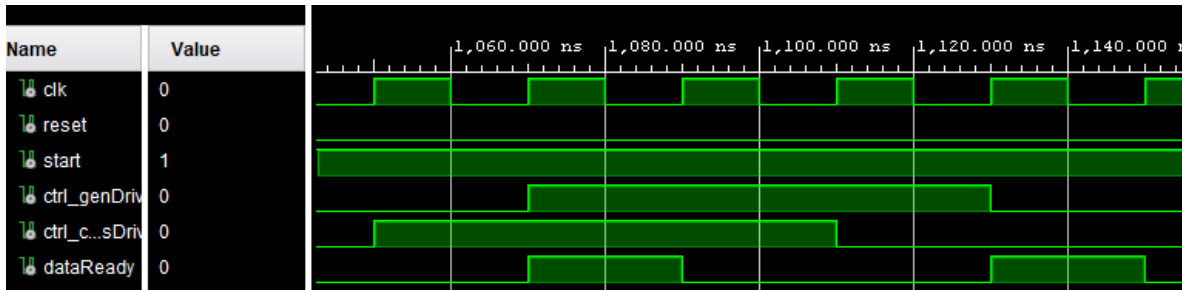 Name Value
1,060.000 ns 1,080.000 ns 1,100.000 ns 1,120.000 ns 1,140.000
clk 0
reset 0
start 1
ctrl_genDriv 0
ctrl_c...sDriv 0
dataReady 0